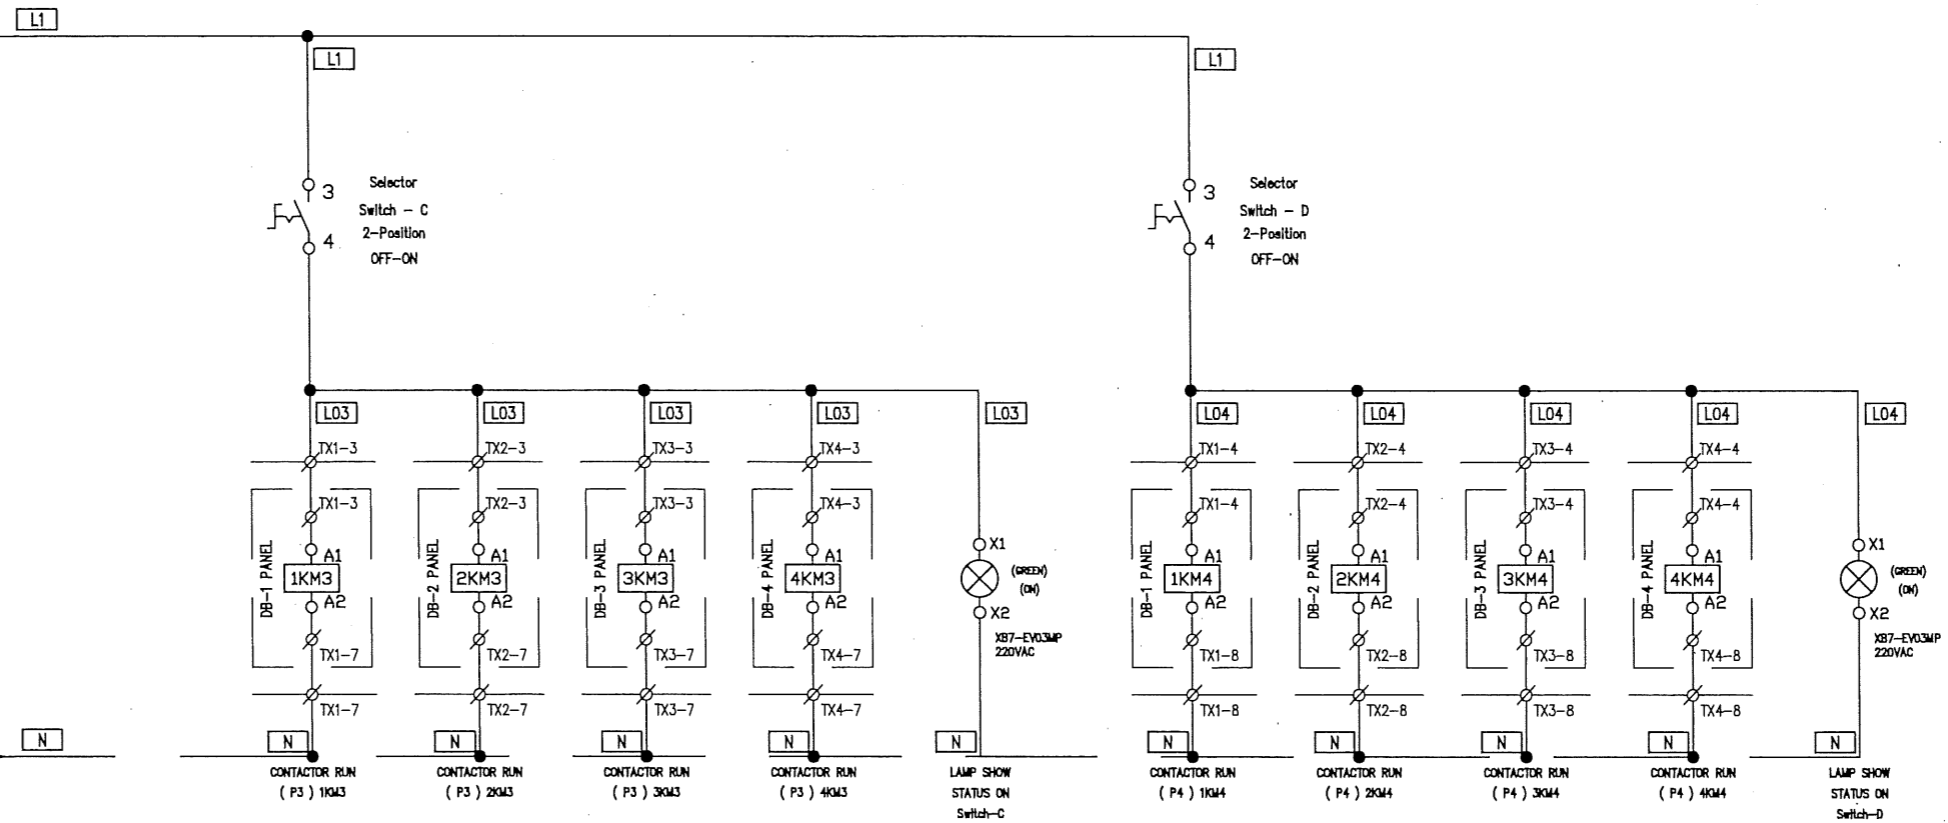 L1
L1
L1
3
4
Selector
Switch - C
2-Position
OFF-ON
3
4
Selector
Switch - D
2-Position
OFF-ON
L03
L03
L03
L03
L03
L04
L04
L04
L04
L04
TX1-3
TX2-3
TX3-3
TX4-3
TX1-4
TX2-4
TX3-4
TX4-4
TX1-3
TX2-3
TX3-3
TX4-3
TX1-4
TX2-4
TX3-4
TX4-4
DB-1 PANEL
A1
1KM3
A2
DB-2 PANEL
A1
2KM3
A2
DB-3 PANEL
A1
3KM3
A2
DB-4 PANEL
A1
4KM3
A2
X1
(GREEN)
(ON)
X2
XB7-EV03MP
220VAC
DB-1 PANEL
A1
1KM4
A2
DB-2 PANEL
A1
2KM4
A2
DB-3 PANEL
A1
3KM4
A2
DB-4 PANEL
A1
4KM4
A2
X1
(GREEN)
(ON)
X2
XB7-EV03MP
220VAC
TX1-7
TX2-7
TX3-7
TX4-7
TX1-8
TX2-8
TX3-8
TX4-8
TX1-7
TX2-7
TX3-7
TX4-7
TX1-8
TX2-8
TX3-8
TX4-8
N
N
N
N
N
N
N
N
N
N
N
CONTACTOR RUN
( P3 ) 1KM3
CONTACTOR RUN
( P3 ) 2KM3
CONTACTOR RUN
( P3 ) 3KM3
CONTACTOR RUN
( P3 ) 4KM3
LAMP SHOW
STATUS ON
Switch-C
CONTACTOR RUN
( P4 ) 1KM4
CONTACTOR RUN
( P4 ) 2KM4
CONTACTOR RUN
( P4 ) 3KM4
CONTACTOR RUN
( P4 ) 4KM4
LAMP SHOW
STATUS ON
Switch-D